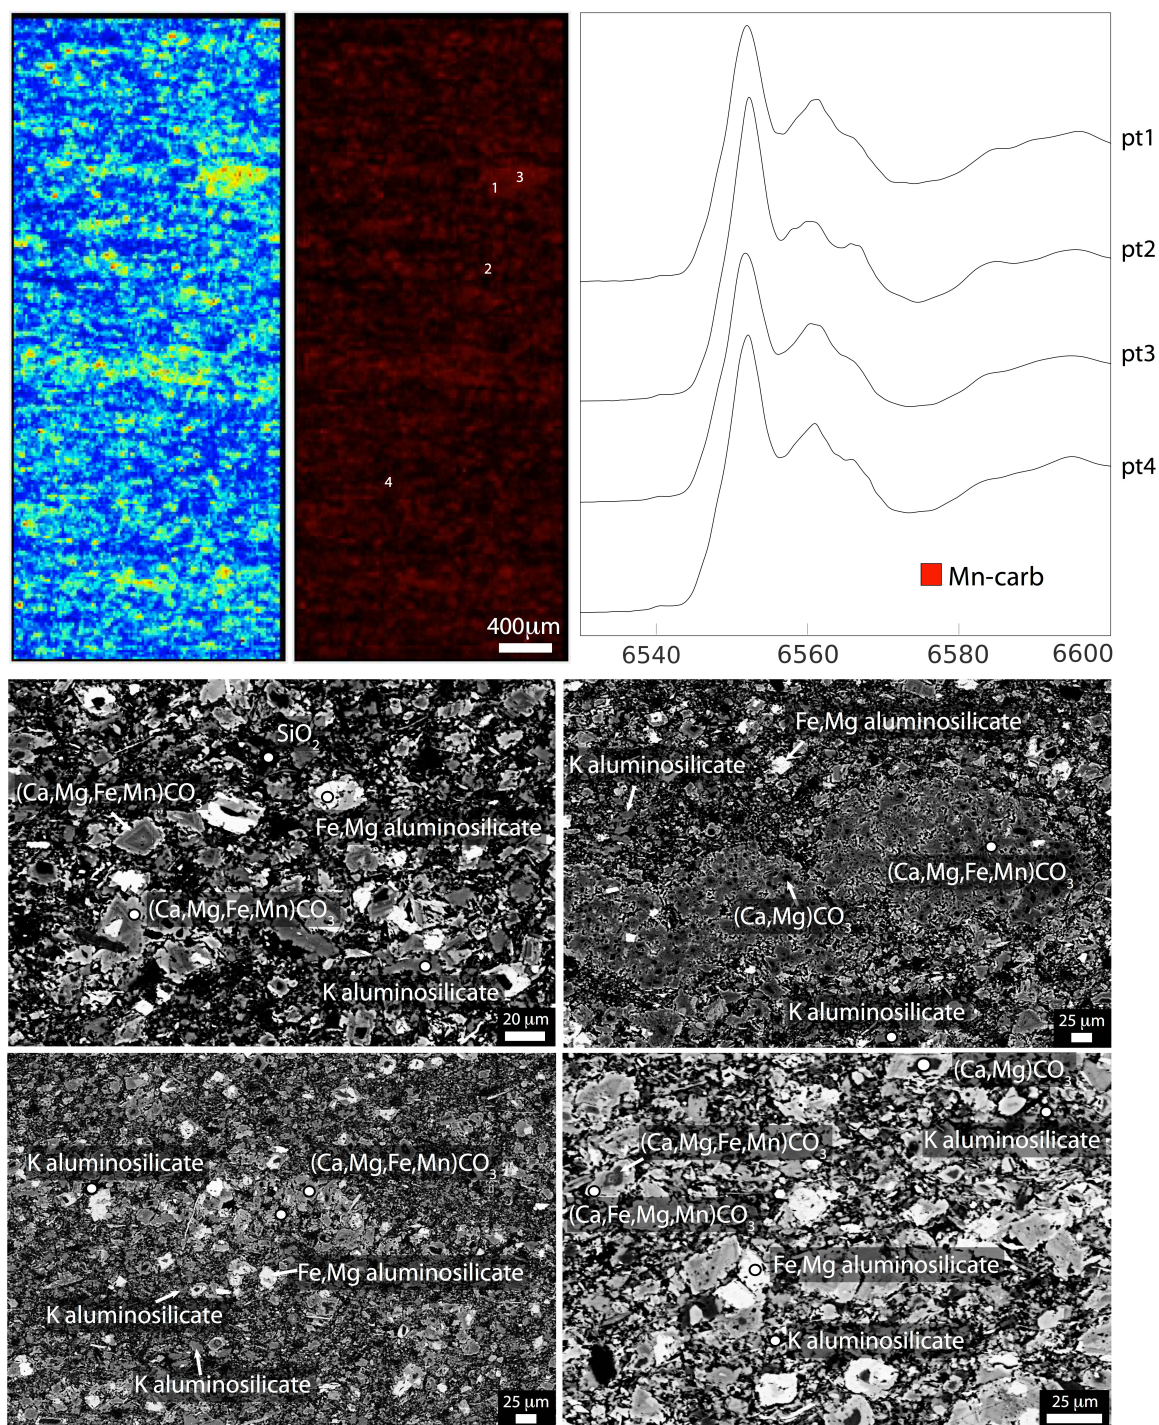 1
3
2
4
400µm
pt1
pt2
pt3
pt4
Mn-carb
6540
6560
6580
6600
SiO₂
(Ca,Mg,Fe,Mn)CO₃
Fe,Mg aluminosilicate
(Ca,Mg,Fe,Mn)CO₃
K aluminosilicate
20 µm
Fe,Mg aluminosilicate
K aluminosilicate
(Ca,Mg,Fe,Mn)CO₃
(Ca,Mg)CO₃
K aluminosilicate
25 µm
K aluminosilicate
(Ca,Mg,Fe,Mn)CO₃
Fe,Mg aluminosilicate
K aluminosilicate
K aluminosilicate
25 µm
(Ca,Mg)CO₃
(Ca,Mg,Fe,Mn)CO₃
K aluminosilicate
(Ca,Fe,Mg,Mn)CO₃
Fe,Mg aluminosilicate
K aluminosilicate
25 µm